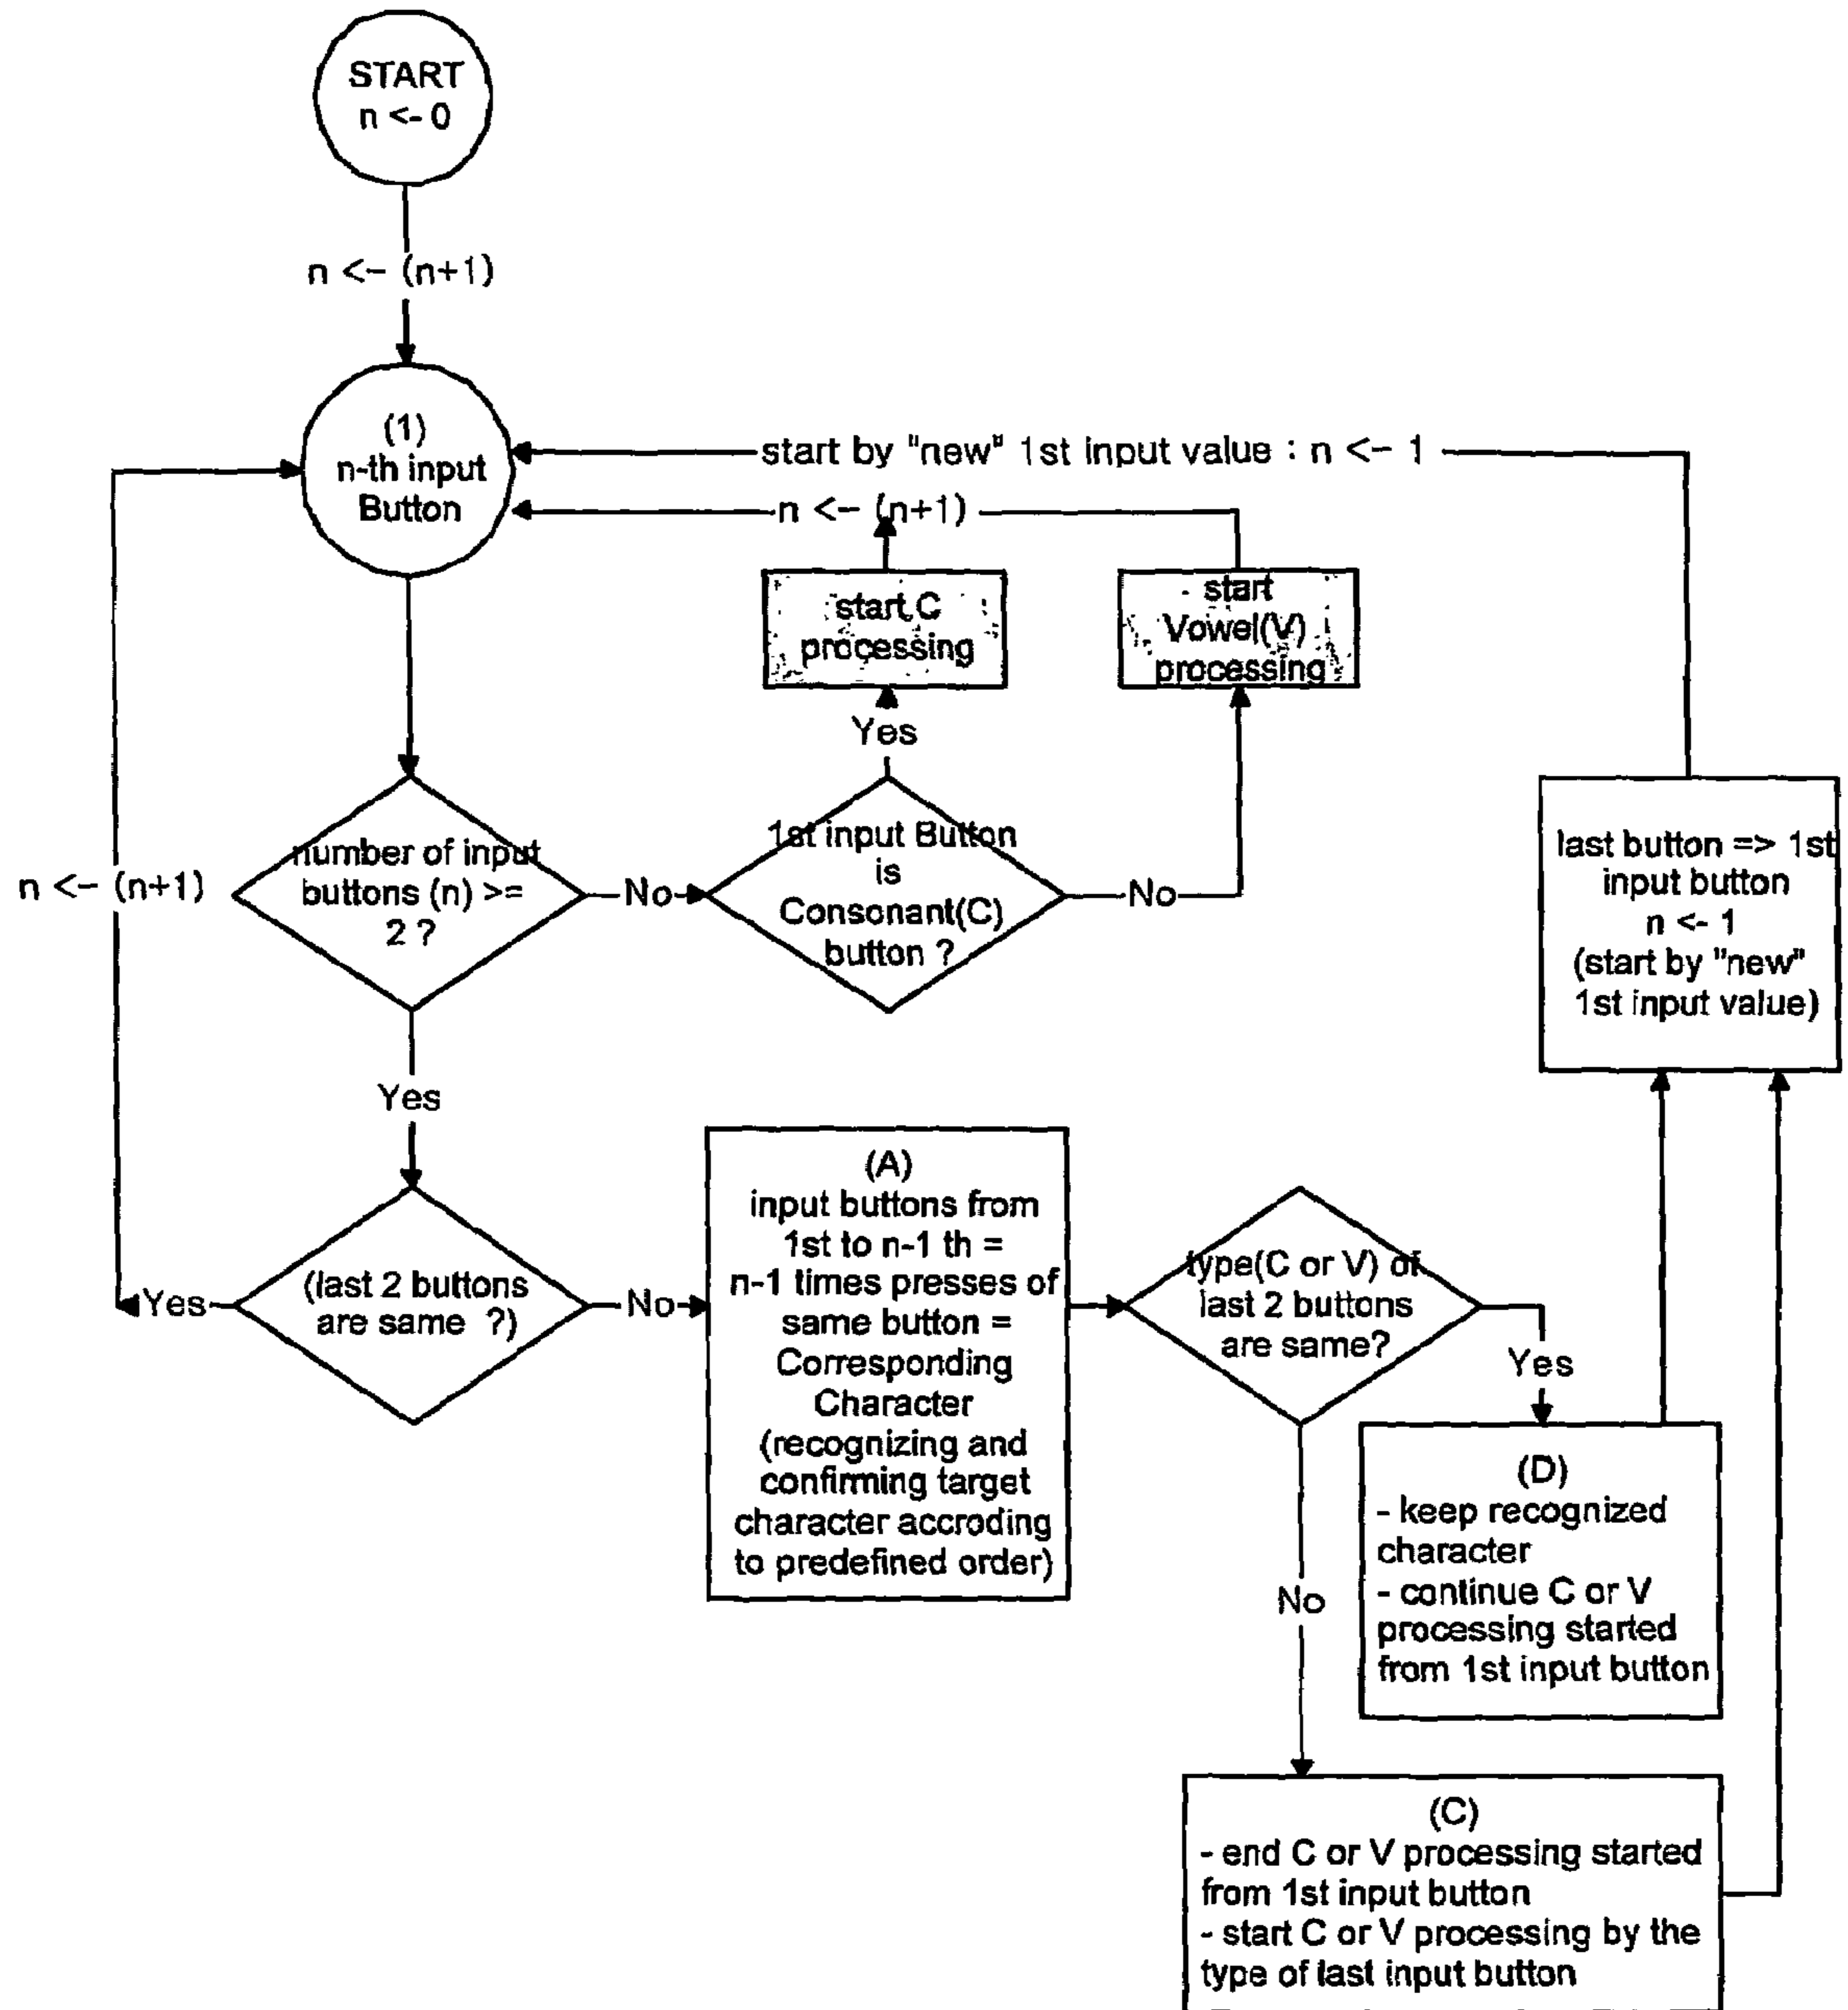 START
n <- 0
n <- (n+1)
(1)
n-th input
Button
start by "new" 1st input value : n <- 1
n <- (n+1)
start C
processing
start
Vowel(V)
processing
Yes
number of input
buttons (n) >=
2 ?
No
1st input Button
is
Consonant(C)
button ?
No
last button => 1st
input button
n <- 1
(start by "new"
1st input value)
n <- (n+1)
Yes
(last 2 buttons
are same ?)
Yes
No
(A)
input buttons from
1st to n-1 th =
n-1 times presses of
same button =
Corresponding
Character
(recognizing and
confirming target
character accroding
to predefined order)
type(C or V) of
last 2 buttons
are same?
Yes
(D)
- keep recognized
character
- continue C or V
processing started
from 1st input button
No
(C)
- end C or V processing started
from 1st input button
- start C or V processing by the
type of last input button